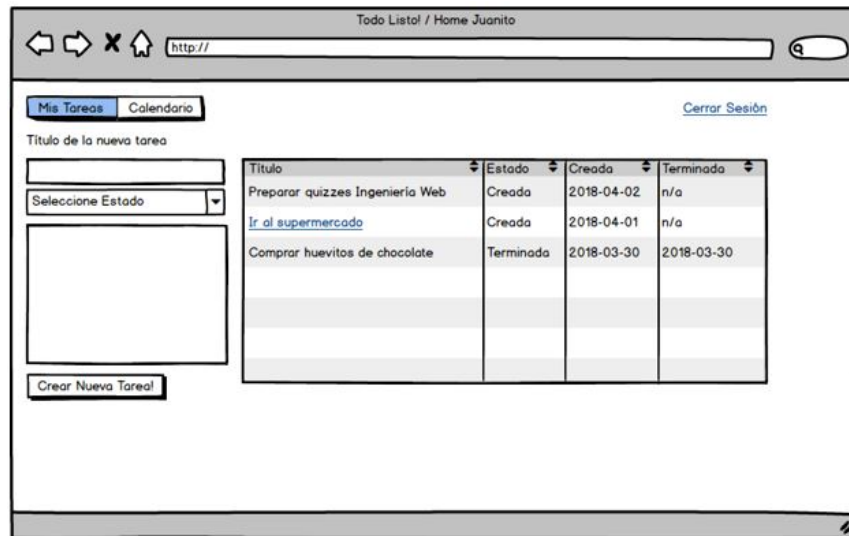 Todo Listo! / Home Juanito
http://
Mis Tareas Calendario
Cerrar Sesión
Título de la nueva tarea
Seleccione Estado
Crear Nueva Tarea!
Título Estado Creada Terminada
Preparar quizzes Ingeniería Web Creada 2018-04-02 n/a
Ir al supermercado Creada 2018-04-01 n/a
Comprar huevitos de chocolate Terminada 2018-03-30 2018-03-30